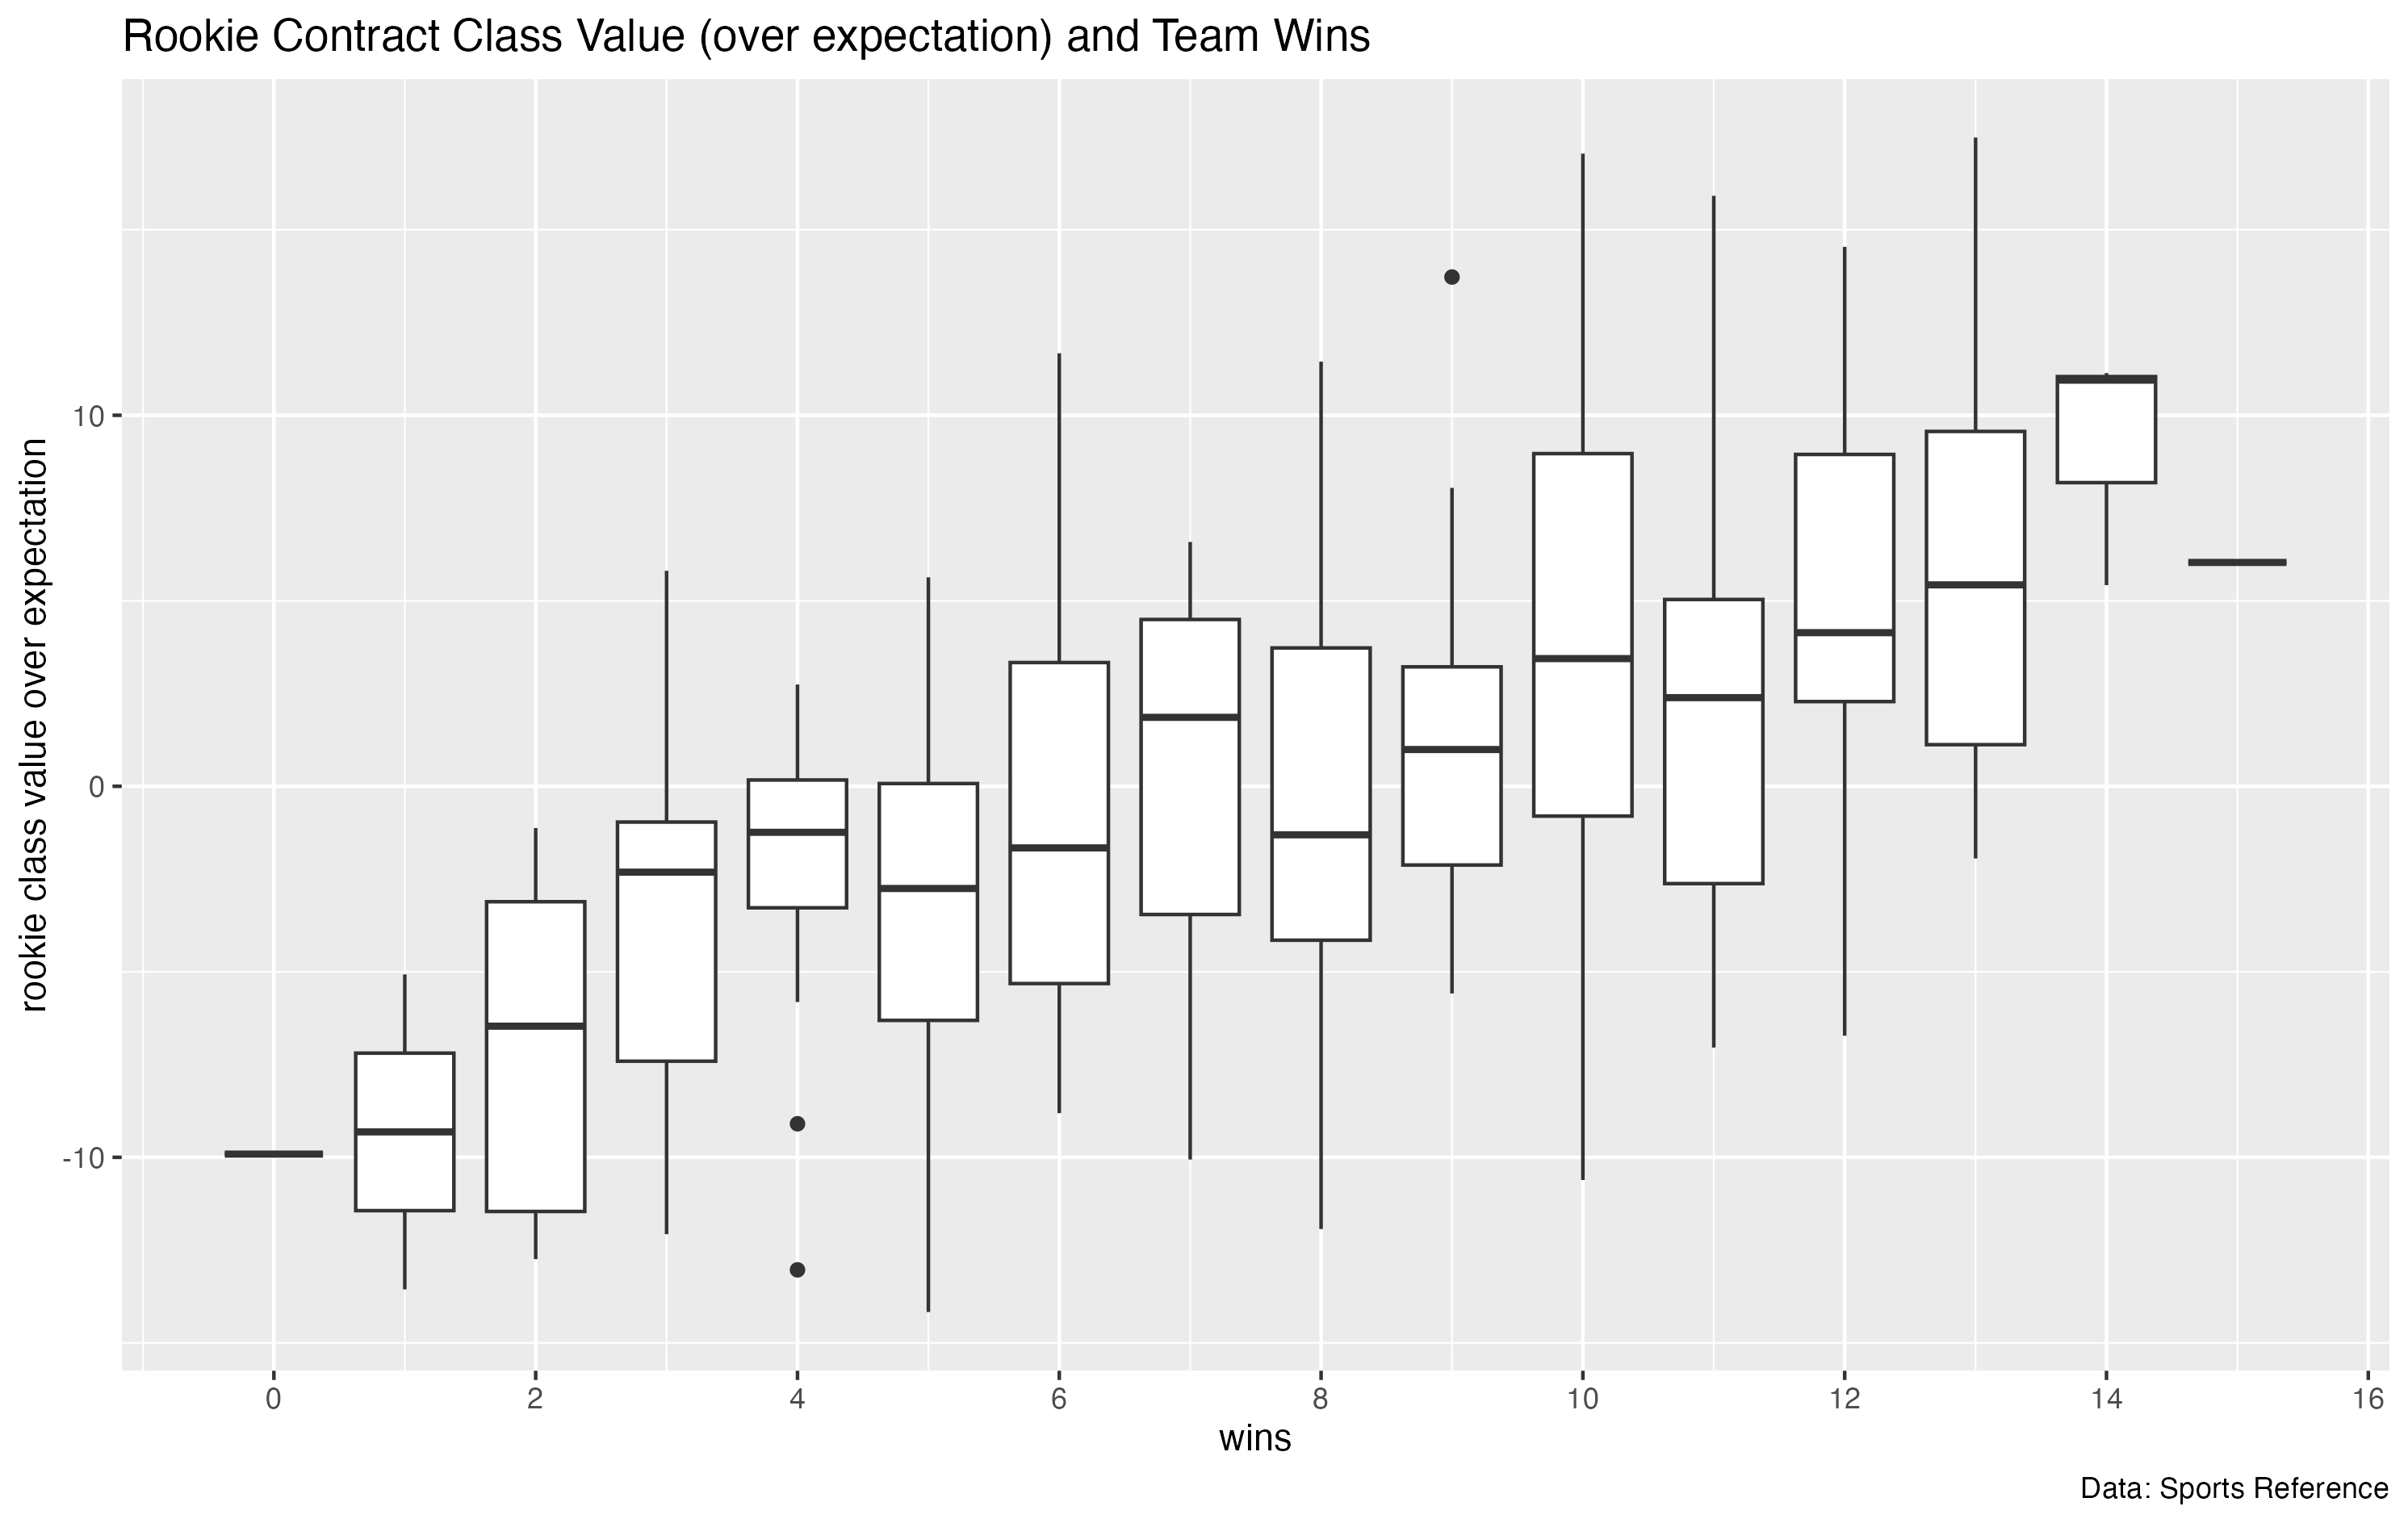 Rookie Contract Class Value (over expectation) and Team Wins
rookie class value over expectation
10
0
-10
0 2 4 6 8 10 12 14 16
wins
Data: Sports Reference